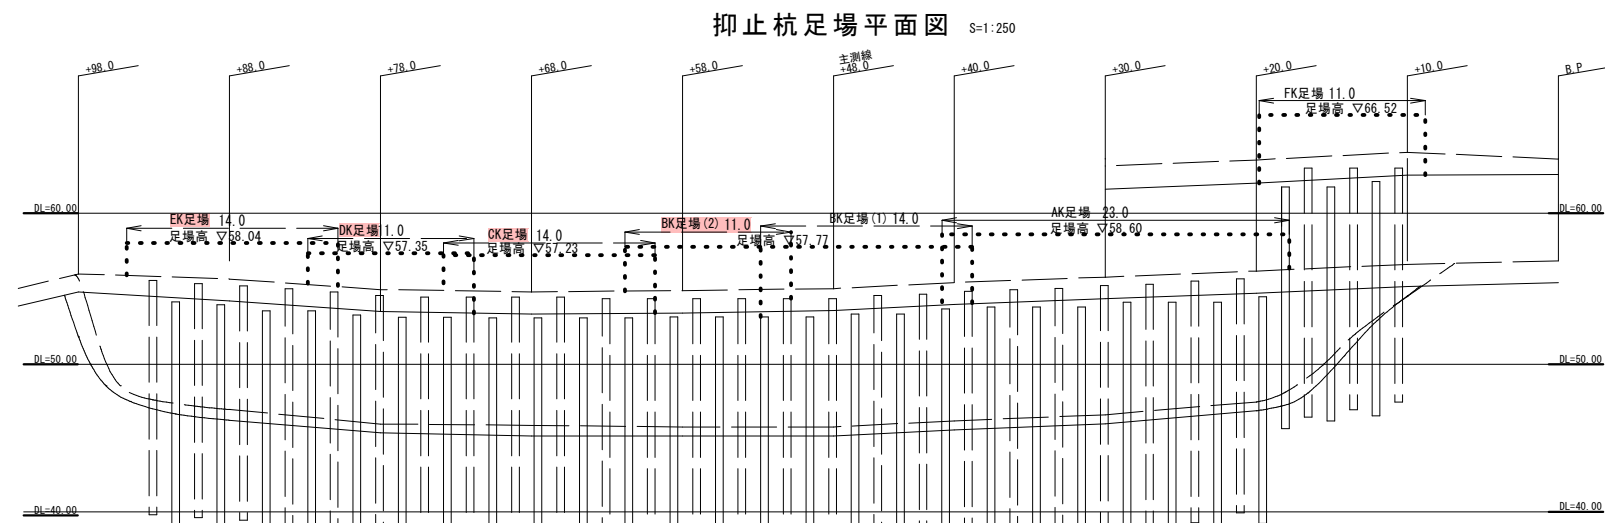 抑止杭足場平面図 S=1:250
+98.0
+88.0
+78.0
+68.0
+58.0
主測線
+48.0
+40.0
+30.0
+20.0
+10.0
B.P
FK足場 11.0
足場高 ▽66.52
DL=60.00
EK足場 14.0
足場高 ▽58.04
DK足場 11.0
足場高 ▽57.35
CK足場 14.0
足場高 ▽57.23
BK足場(2) 11.0
足場高 ▽57.77
BK足場(1) 14.0
AK足場 23.0
足場高 ▽58.60
DL=60.00
DL=50.00
DL=50.00
DL=40.00
DL=40.00